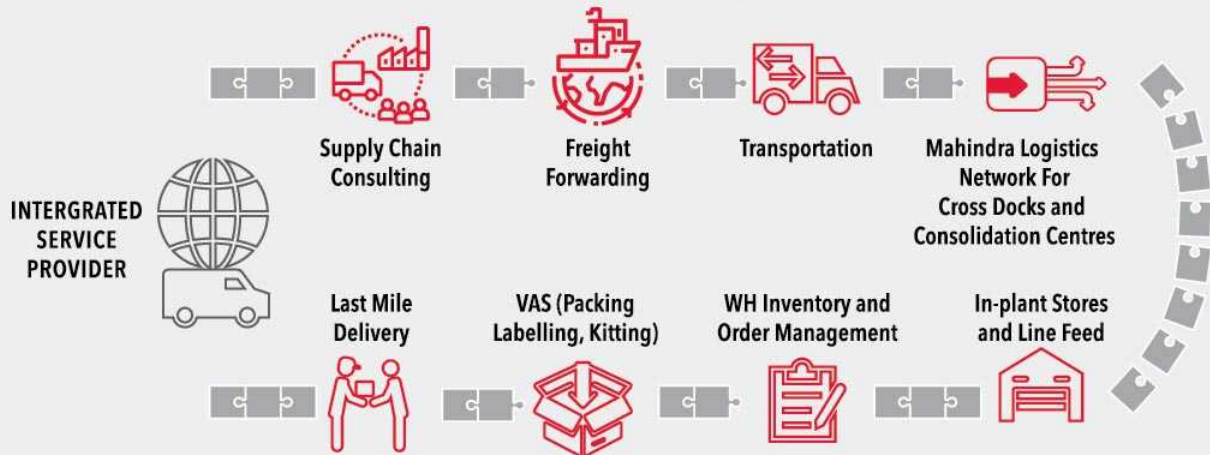 Supply Chain
Consulting
Freight
Forwarding
Transportation
Mahindra Logistics
Network For
Cross Docks and
Consolidation Centres
INTERGRATED
SERVICE
PROVIDER
Last Mile
Delivery
VAS (Packing
Labelling, Kitting)
WH Inventory and
Order Management
In-plant Stores
and Line Feed